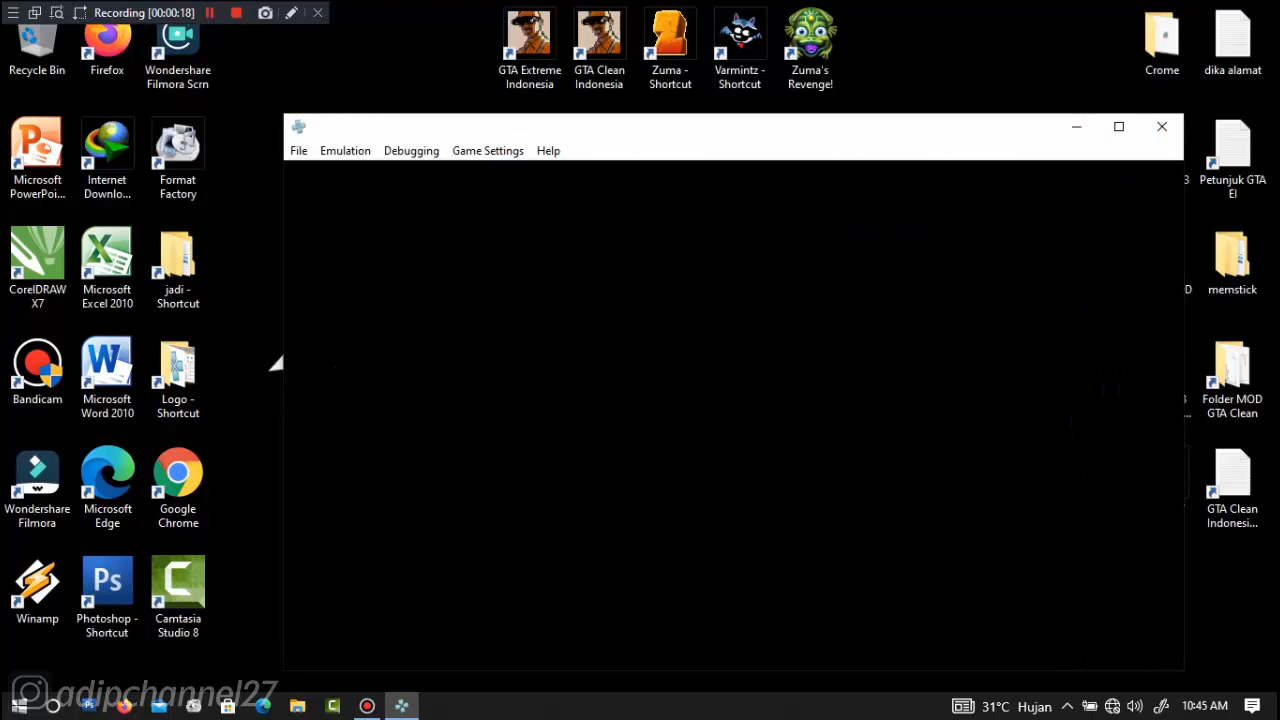 Recording [00:00:18]
Recycle Bin
Firefox
Wondershare
Filmora Scrn
GTA Extreme
Indonesia
GTA Clean
Indonesia
Zuma -
Shortcut
Varmintz -
Shortcut
Zuma's
Revenge!
Crome
dika alamat
File
Emulation
Debugging
Game Settings
Help
Microsoft
PowerPoi...
Internet
Downlo...
Format
Factory
3
Petunjuk GTA
EI
CorelDRAW
X7
Microsoft
Excel 2010
jadi -
Shortcut
D
memstick
Bandicam
Microsoft
Word 2010
Logo -
Shortcut
3
...
Folder MOD
GTA Clean
Wondershare
Filmora
Microsoft
Edge
Google
Chrome
GTA Clean
Indonesi...
Winamp
Photoshop -
Shortcut
Camtasia
Studio 8
adipchannel27
31°C Hujan
10:45 AM